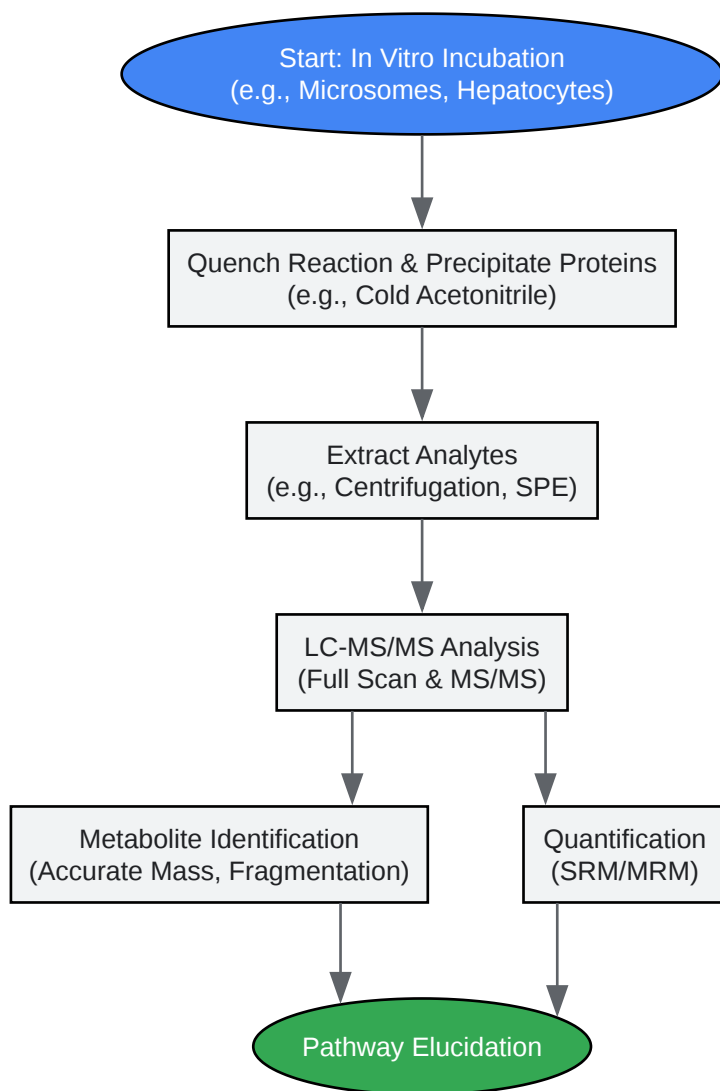 Start: In Vitro Incubation
(e.g., Microsomes, Hepatocytes)
Quench Reaction & Precipitate Proteins
(e.g., Cold Acetonitrile)
Extract Analytes
(e.g., Centrifugation, SPE)
LC-MS/MS Analysis
(Full Scan & MS/MS)
Metabolite Identification
(Accurate Mass, Fragmentation)
Quantification
(SRM/MRM)
Pathway Elucidation